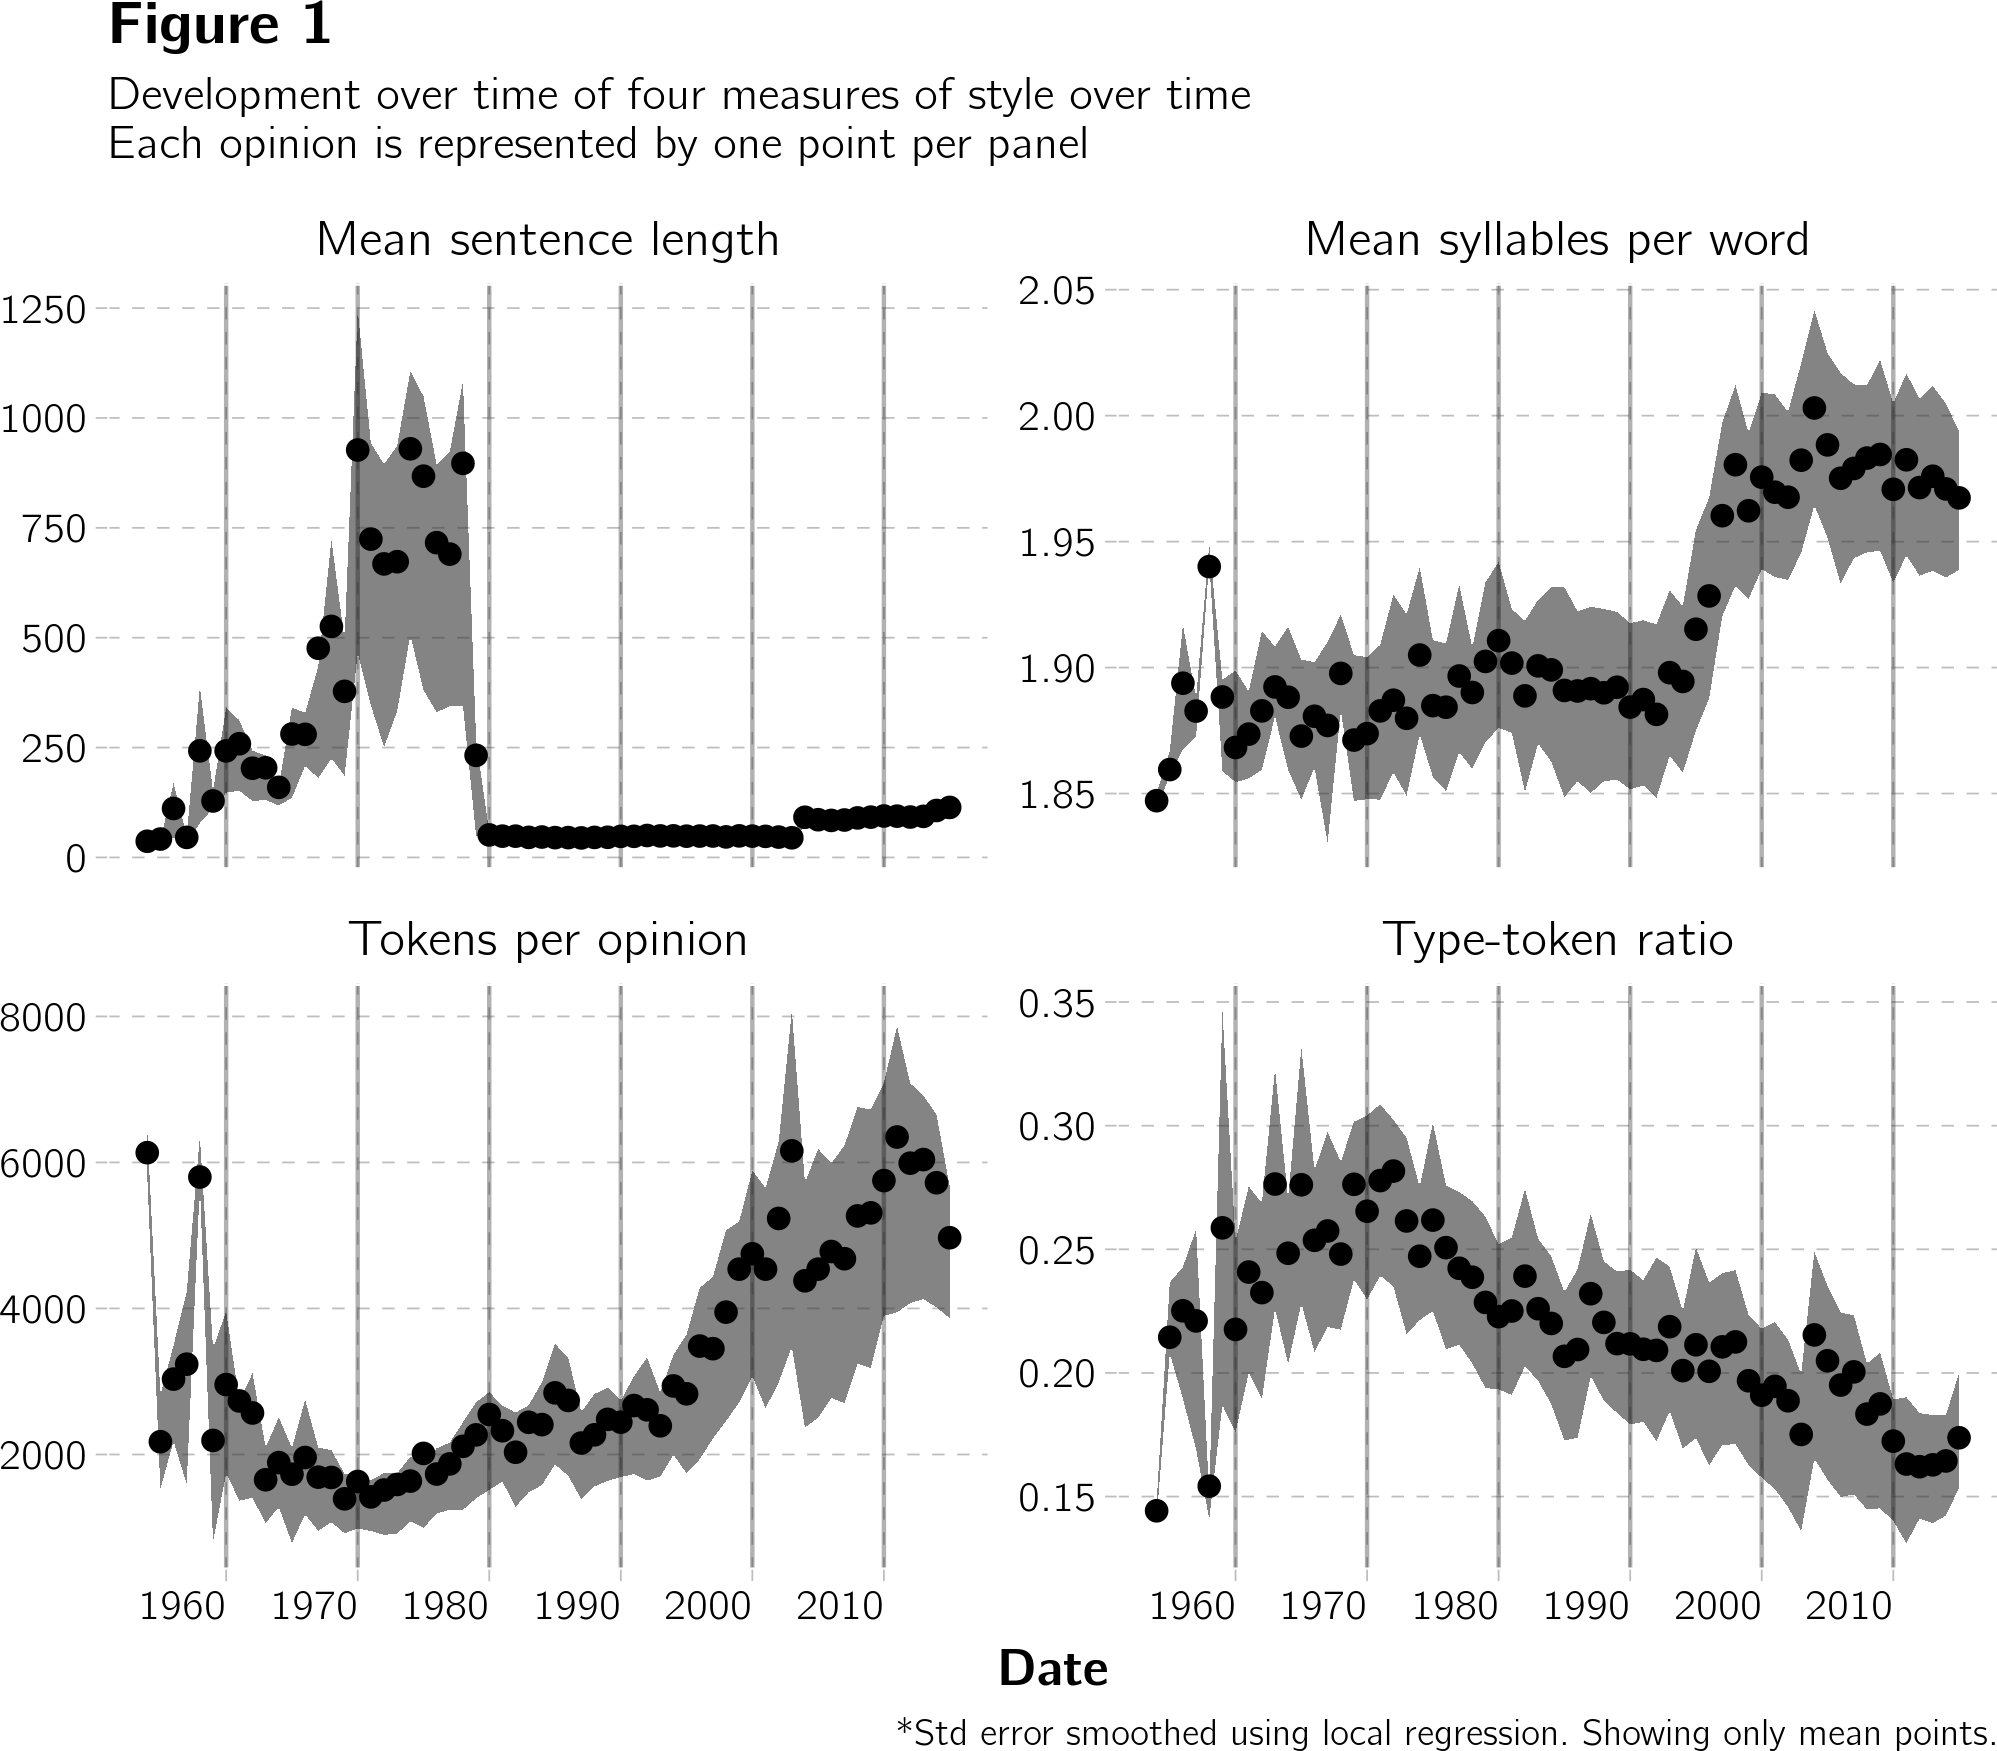 Figure 1
Development over time of four measures of style over time
Each opinion is represented by one point per panel
Mean sentence length
1250
1000
750
500
250
0
Mean syllables per word
2.05
2.00
1.95
1.90
1.85
Tokens per opinion
8000
6000
4000
2000
1960 1970 1980 1990 2000 2010
Type-token ratio
0.35
0.30
0.25
0.20
0.15
1960 1970 1980 1990 2000 2010
Date
*Std error smoothed using local regression. Showing only mean points.